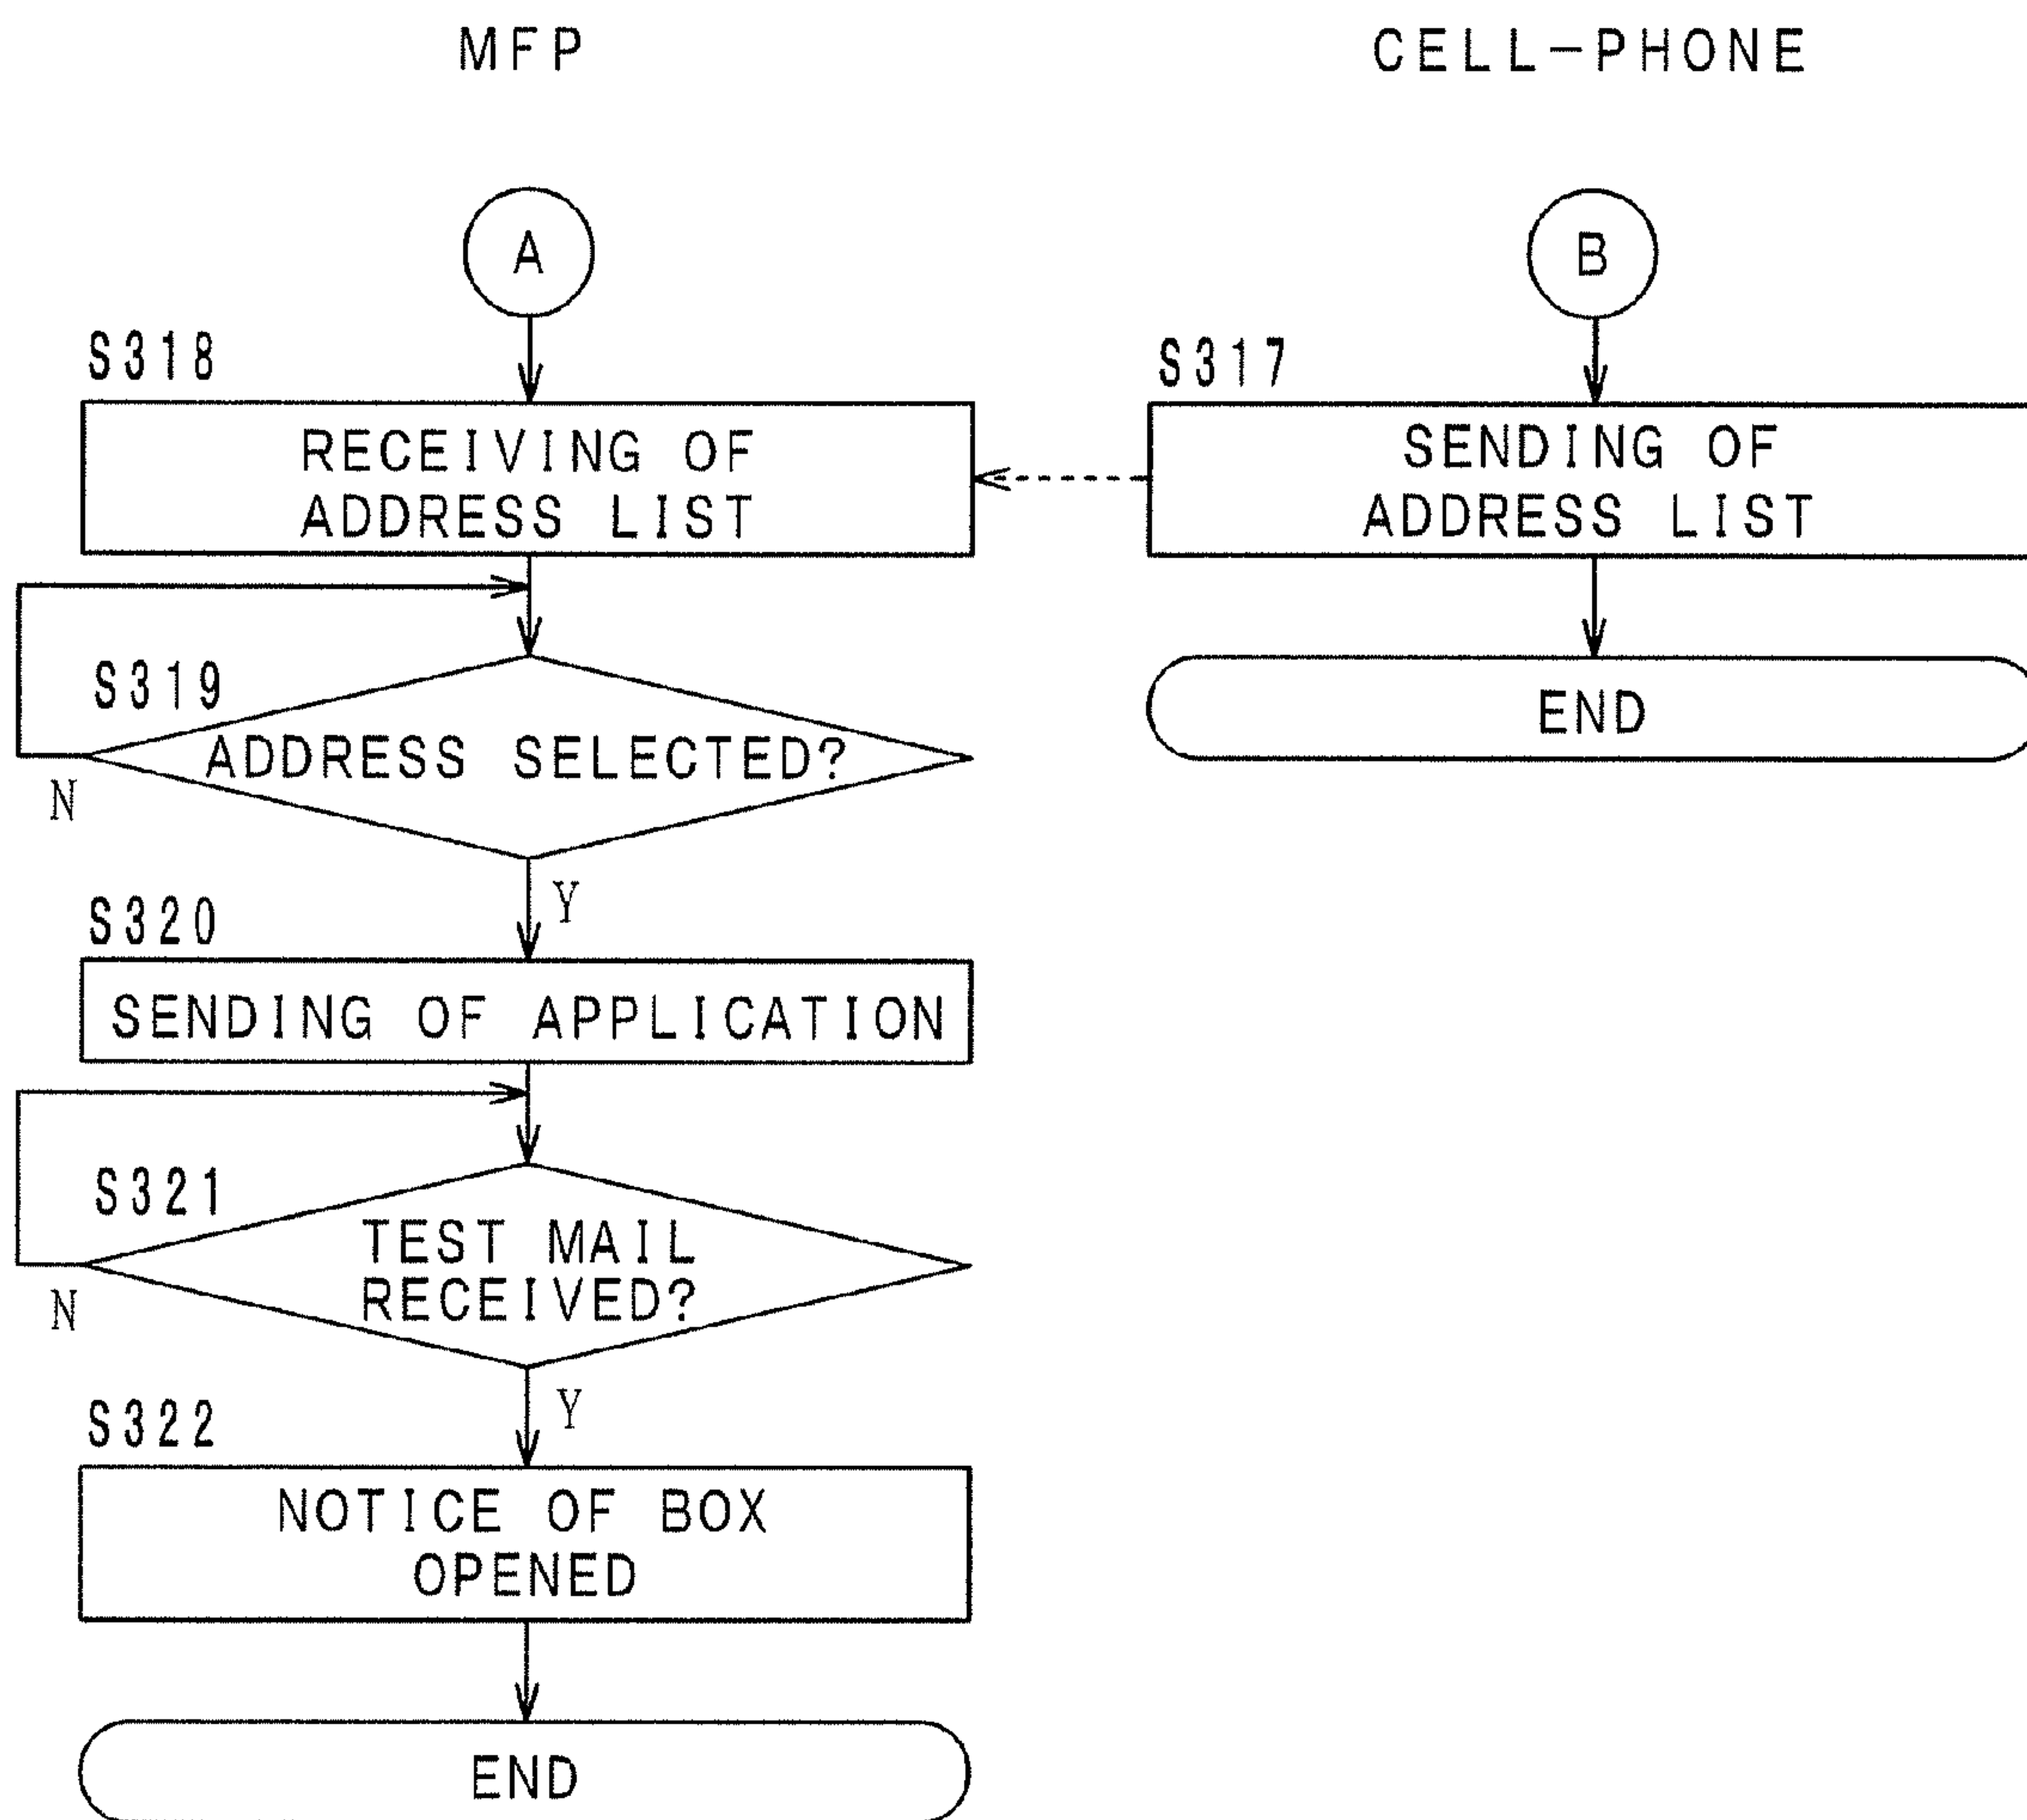 MFP
CELL-PHONE
A
B
S318
S317
RECEIVING OF
ADDRESS LIST
SENDING OF
ADDRESS LIST
S319
ADDRESS SELECTED?
N
END
Y
S320
SENDING OF APPLICATION
S321
TEST MAIL
RECEIVED?
N
Y
S322
NOTICE OF BOX
OPENED
END